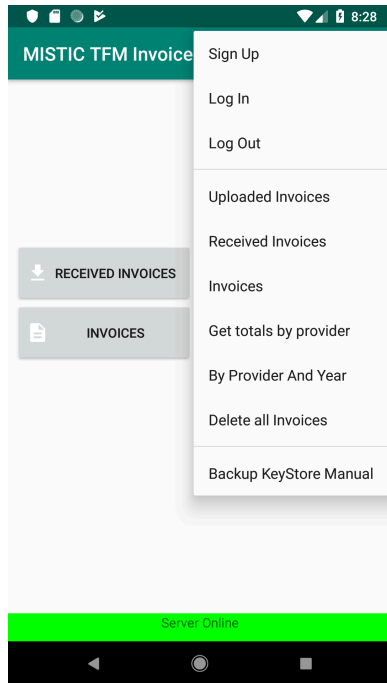 8:28
MISTIC TFM Invoice
Sign Up
Log In
Log Out
Uploaded Invoices
Received Invoices
Invoices
Get totals by provider
By Provider And Year
Delete all Invoices
Backup KeyStore Manual
RECEIVED INVOICES
INVOICES
Server Online